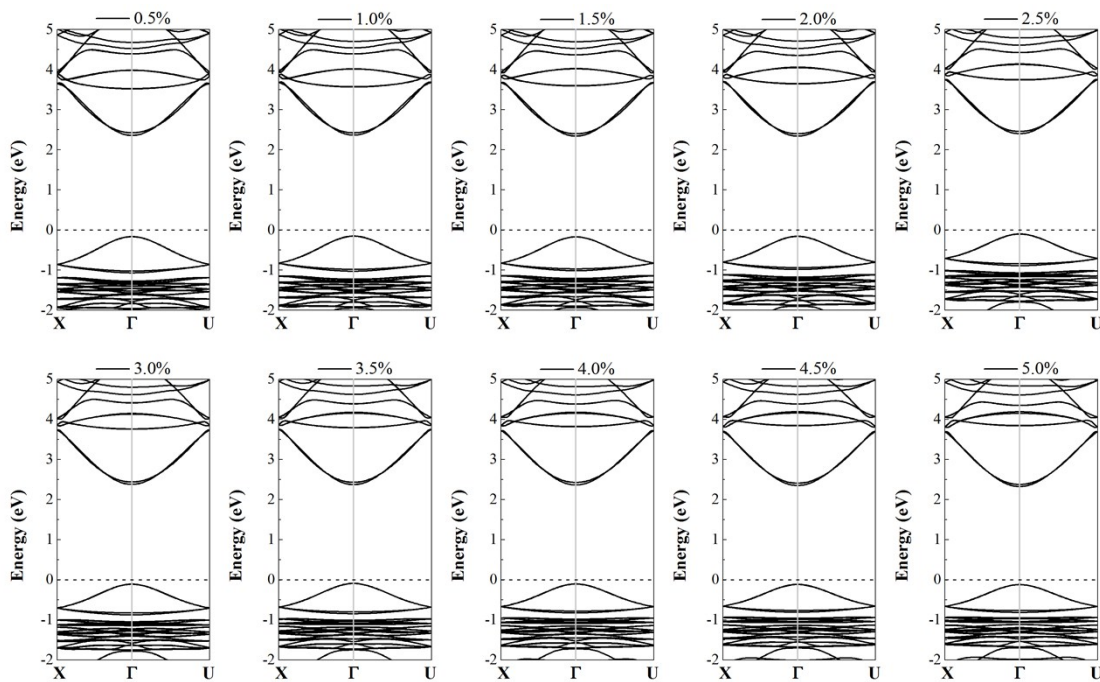 0.5% 1.0% 1.5% 2.0% 2.5%
5 5 5 5 5
4 4 4 4 4
3 3 3 3 3
2 2 2 2 2
1 1 1 1 1
0 0 0 0 0
-1 -1 -1 -1 -1
-2 -2 -2 -2 -2
Energy (eV) Energy (eV) Energy (eV) Energy (eV) Energy (eV)
X Γ U X Γ U X Γ U X Γ U X Γ U
3.0% 3.5% 4.0% 4.5% 5.0%
5 5 5 5 5
4 4 4 4 4
3 3 3 3 3
2 2 2 2 2
1 1 1 1 1
0 0 0 0 0
-1 -1 -1 -1 -1
-2 -2 -2 -2 -2
Energy (eV) Energy (eV) Energy (eV) Energy (eV) Energy (eV)
X Γ U X Γ U X Γ U X Γ U X Γ U